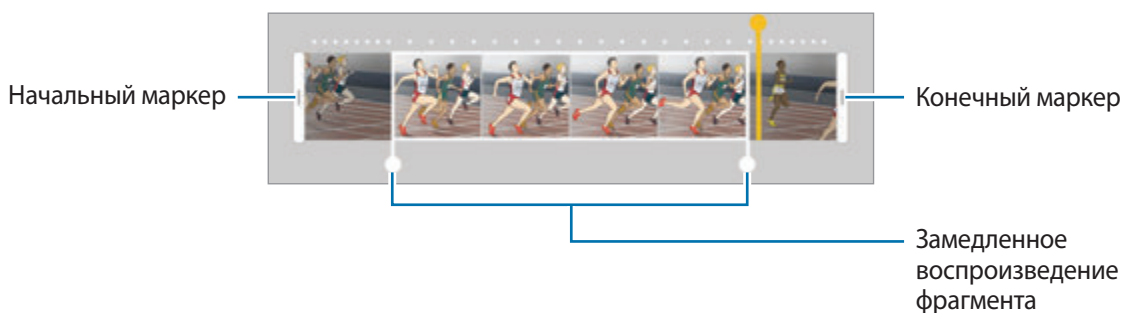 Начальный маркер
Конечный маркер
Замедленное
воспроизведение
фрагмента